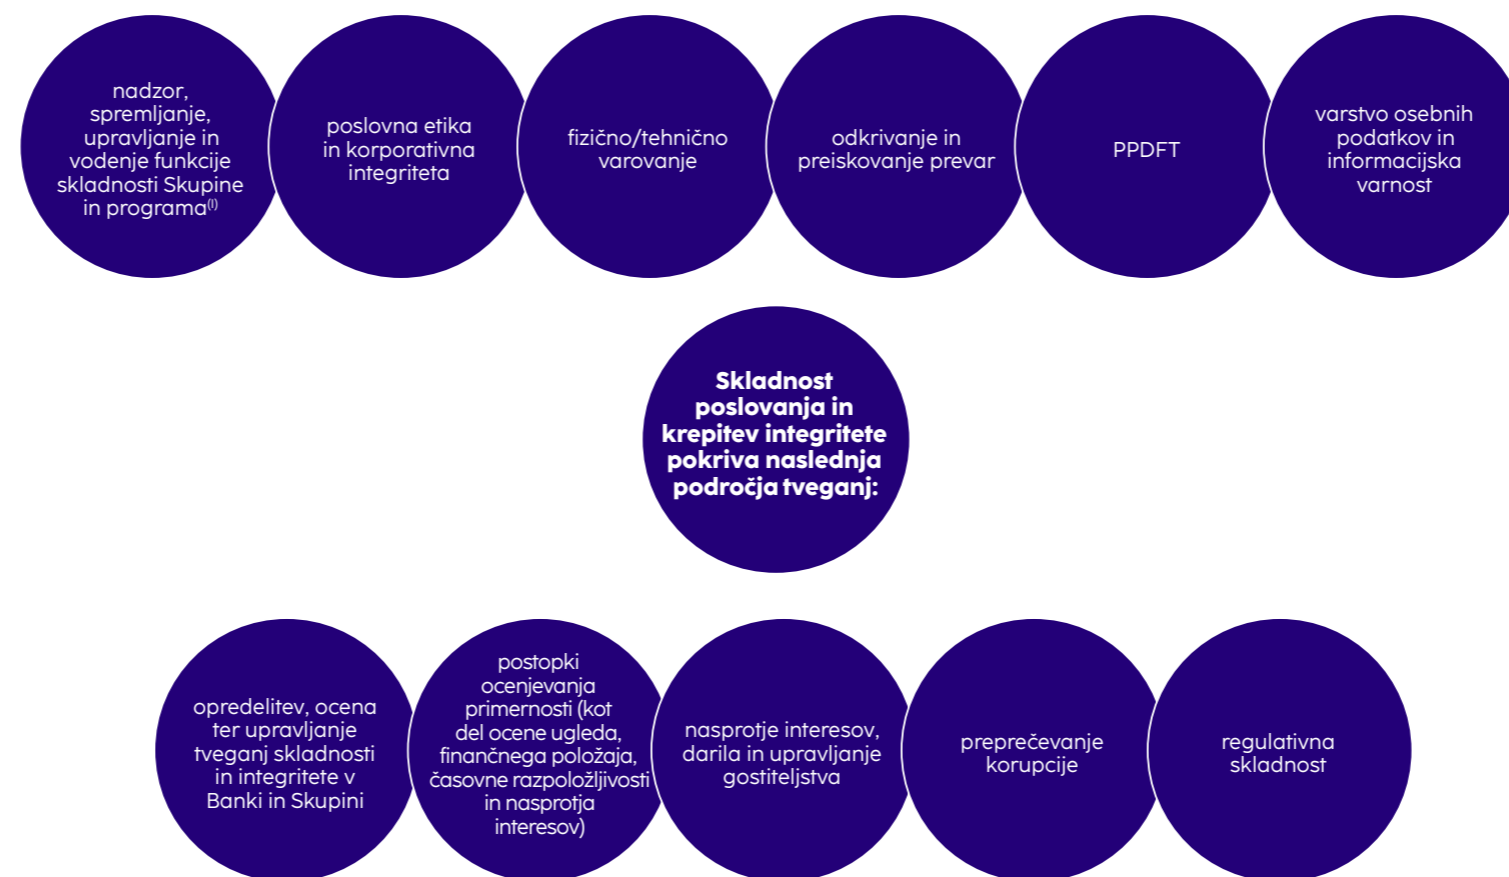 nadzor,
spremljanje,
upravljanje in
vodenje funkcije
skladnosti Skupine
in programa(I)
poslovna etika
in korporativna
integriteta
fizično/tehnično
varovanje
odkrivanje in
preiskovanje prevar
PPDFT
varstvo osebnih
podatkov in
informacijska
varnost
Skladnost
poslovanja in
krepitev integritete
pokriva naslednja
področja tveganj:
opredelitev, ocena
ter upravljanje
tveganj skladnosti
in integritete v
Banki in Skupini
postopki
ocenjevanja
primernosti (kot
del ocene ugleda,
finančnega položaja,
časovne razpoložljivosti
in nasprotja
interesov)
nasprotje interesov,
darila in upravljanje
gostiteljstva
preprečevanje
korupcije
regulativna
skladnost